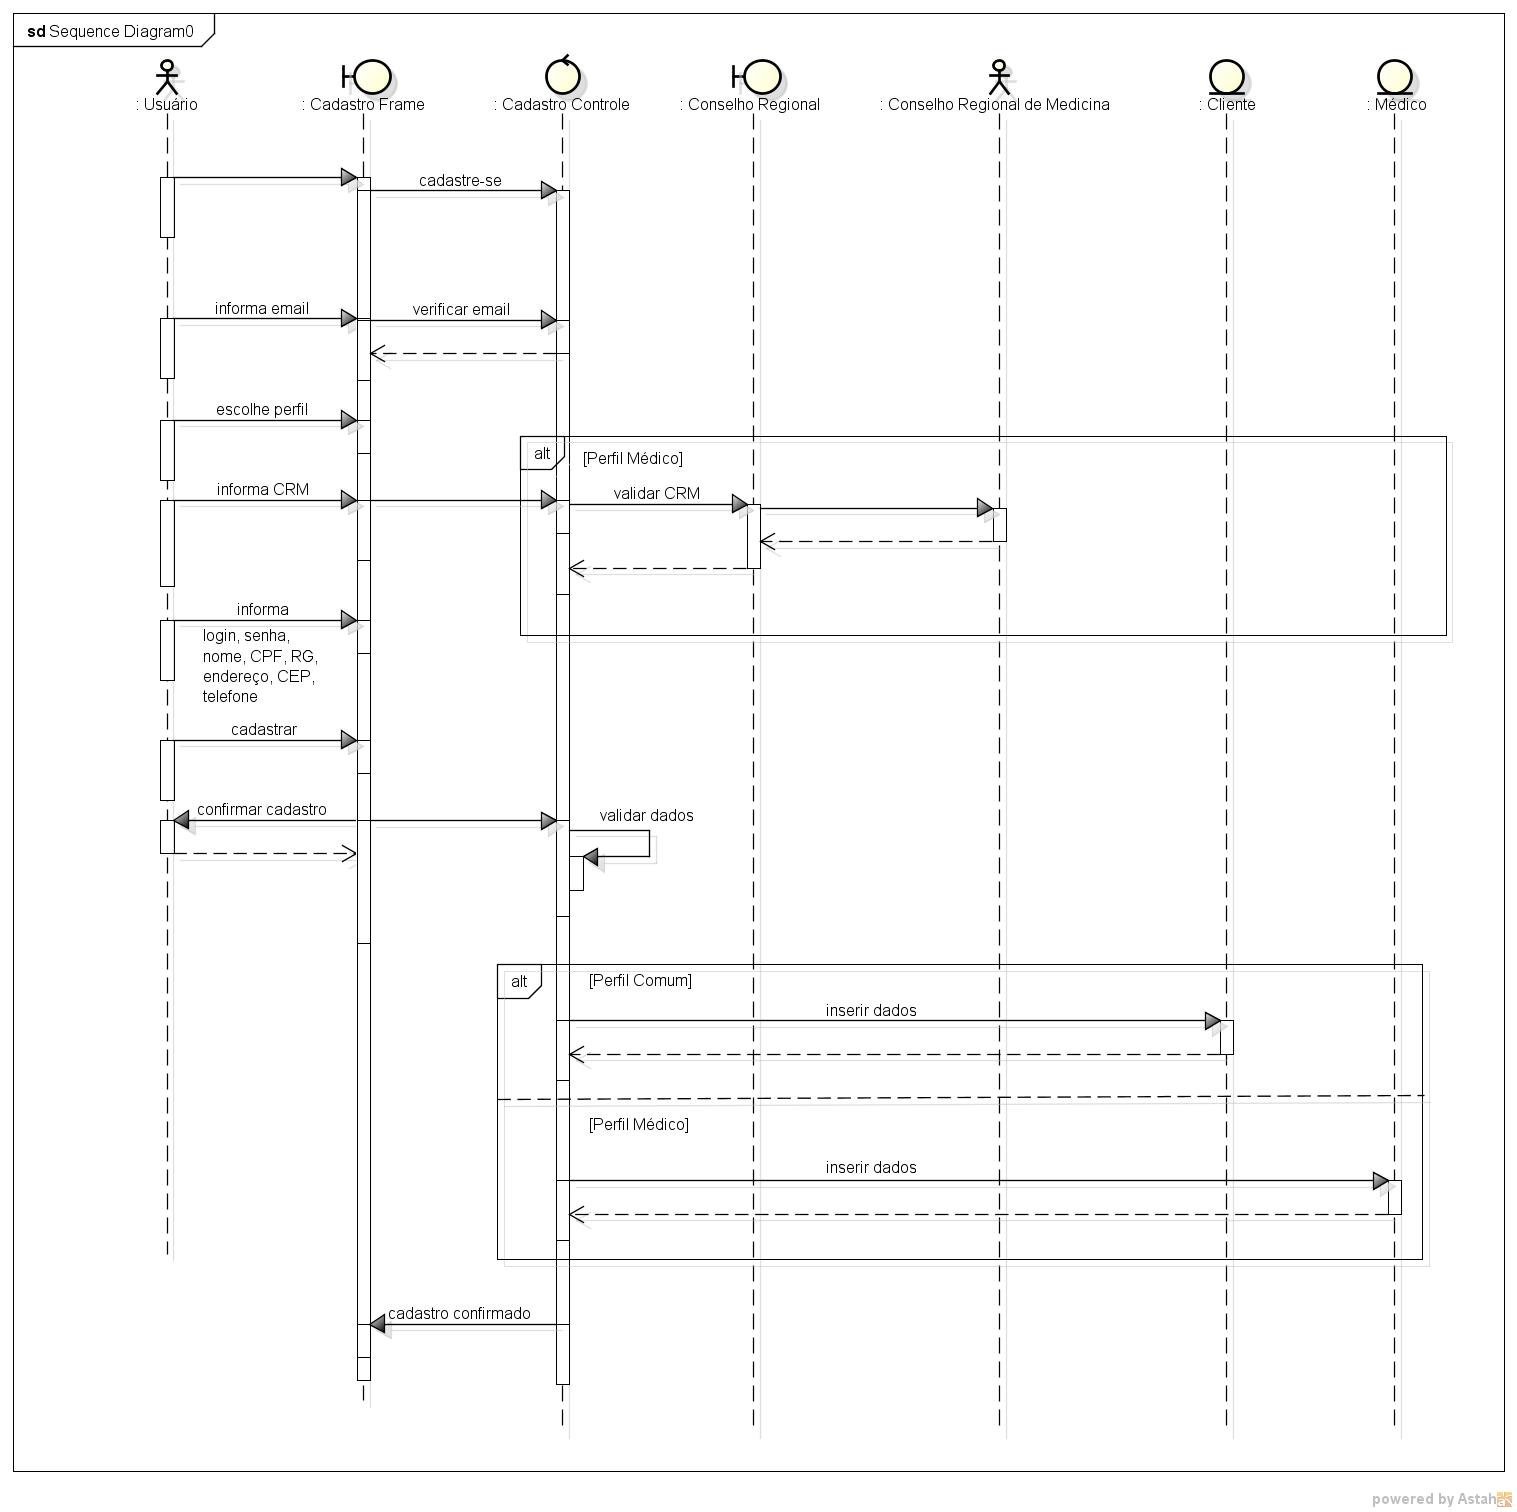 sd Sequence Diagram0
: Usuário
: Cadastro Frame
: Cadastro Controle
: Conselho Regional
: Conselho Regional de Medicina
: Cliente
: Médico
cadastre-se
informa email
verificar email
escolhe perfil
alt
[Perfil Médico]
informa CRM
validar CRM
informa
login, senha,
nome, CPF, RG,
endereço, CEP,
telefone
cadastrar
confirmar cadastro
validar dados
alt
[Perfil Comum]
inserir dados
[Perfil Médico]
inserir dados
cadastro confirmado
powered by Astah